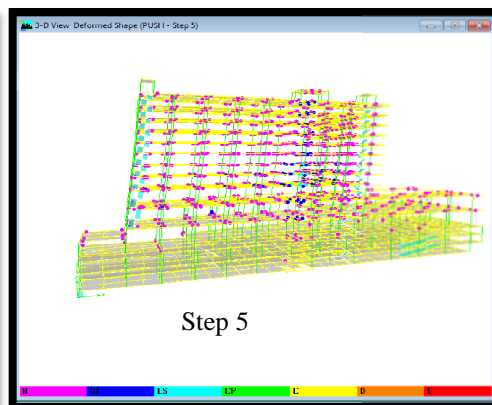 3-D View Deformed Shape (PUSH - Step 5)
Step 5
B IO LS CP C D E